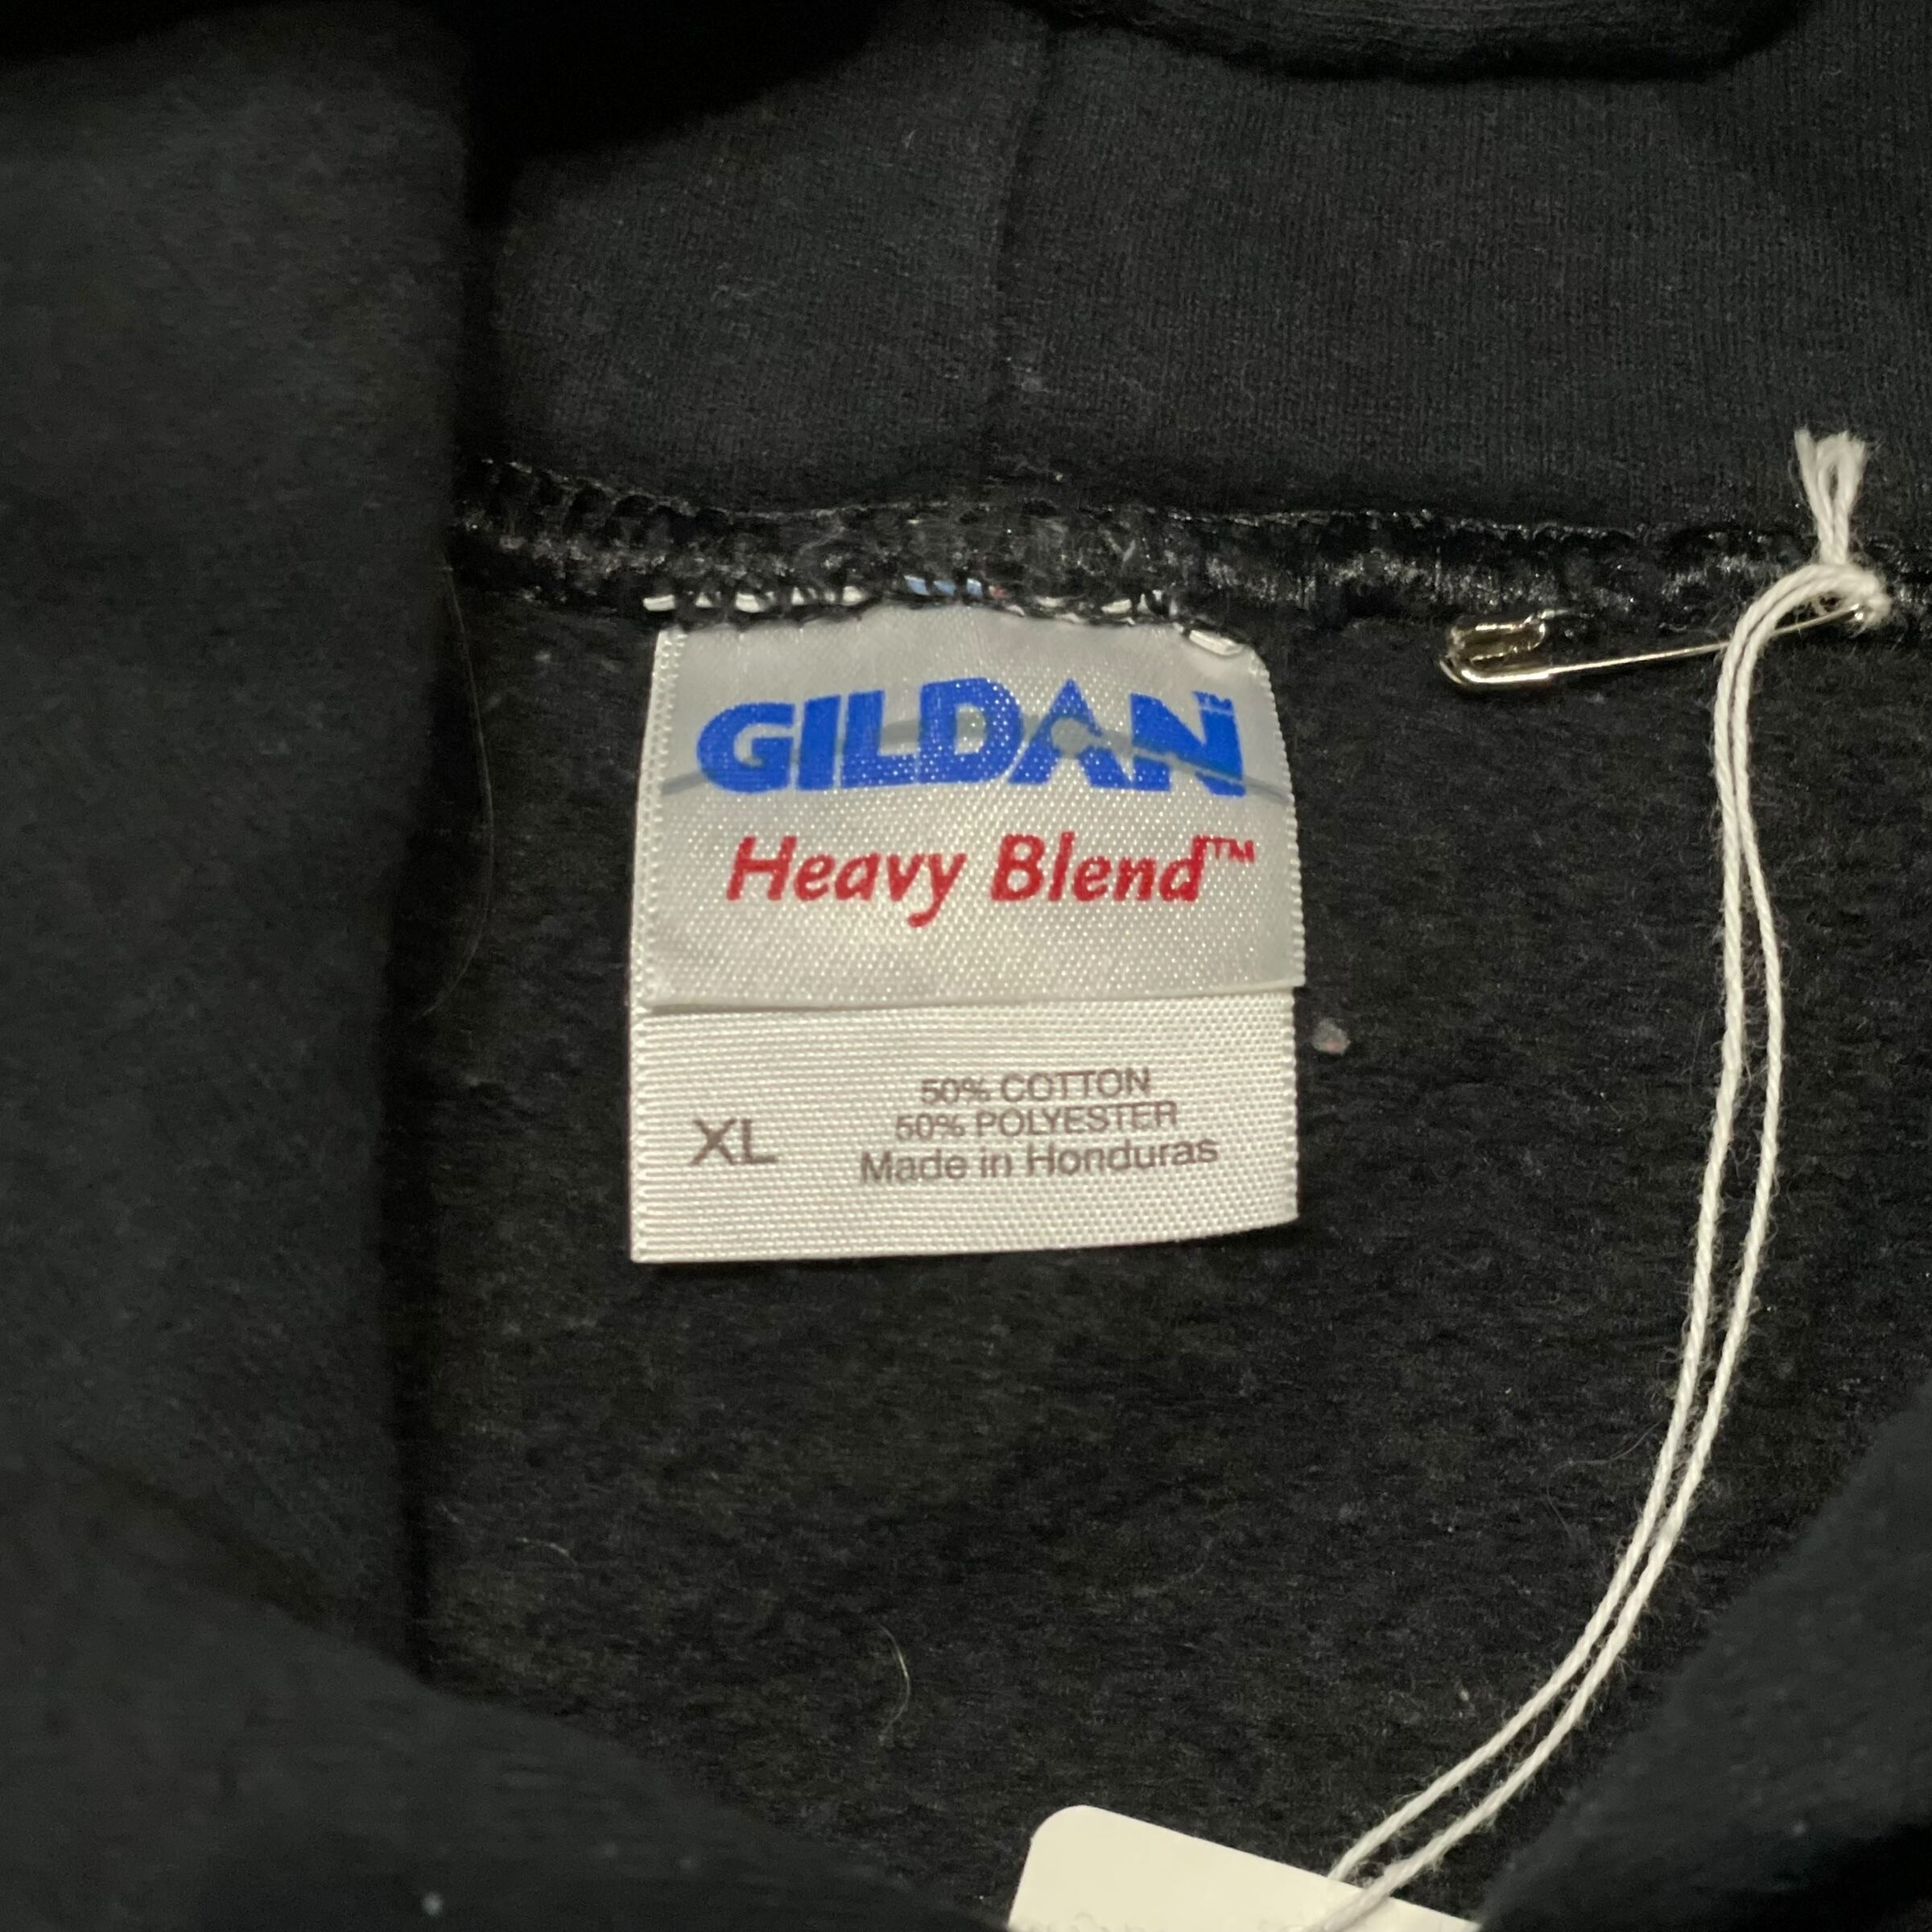 GILDAN™
Heavy Blend™
50% COTTON
50% POLYESTER
XL
Made in Honduras